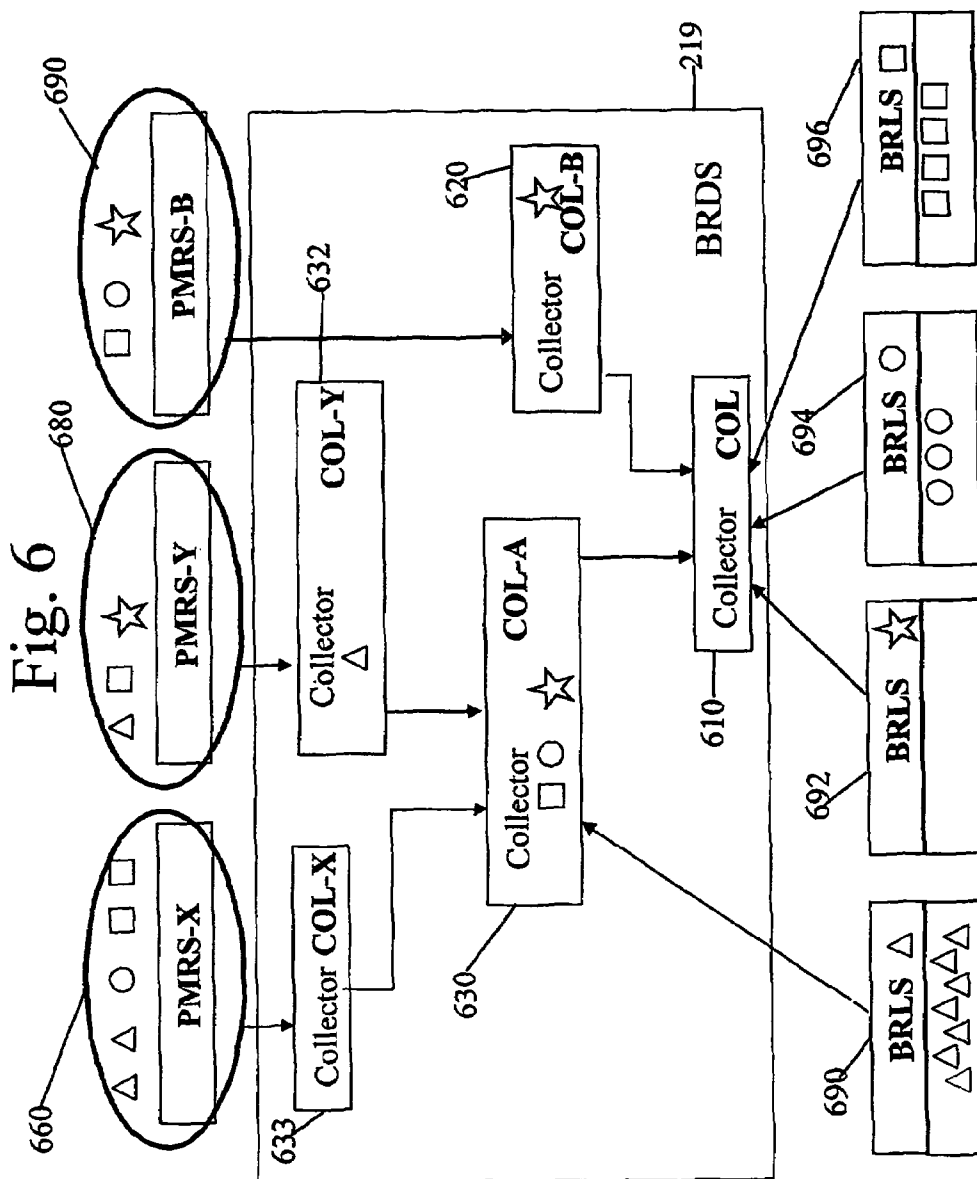 Fig. 6
660
680
690
PMRS-X
PMRS-Y
PMRS-B
633
Collector COL-X
Collector COL-Y
632
630
Collector COL-A
620
Collector COL-B
610
Collector COL
BRDS
219
690
BRLS
692
BRLS
694
BRLS
696
BRLS